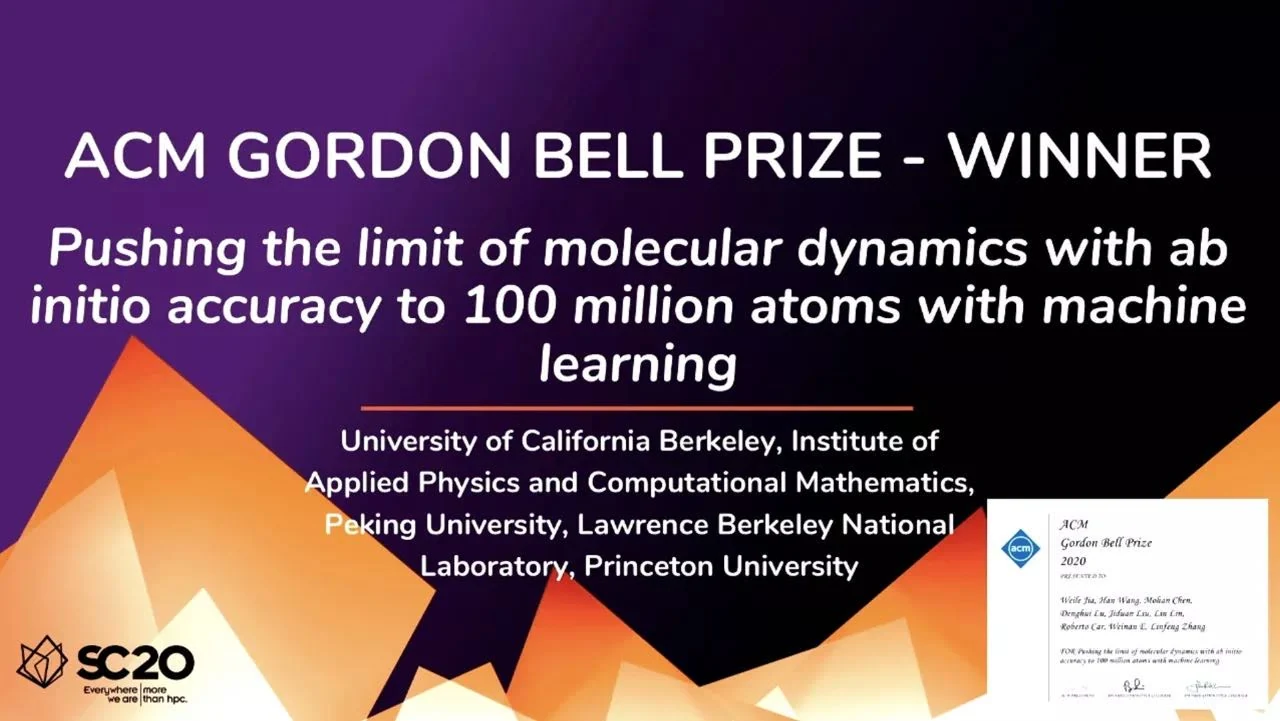 ACM GORDON BELL PRIZE - WINNER
Pushing the limit of molecular dynamics with ab
initio accuracy to 100 million atoms with machine
learning
University of California Berkeley, Institute of
Applied Physics and Computational Mathematics,
Peking University, Lawrence Berkeley National
Laboratory, Princeton University
acm
ACM
Gordon Bell Prize
2020
PRESENTED TO
Weile Jia, Han Wang, Mohan Chen,
Denghui Lu, Jiduan Liu, Lin Lin,
Roberto Car, Weinan E, Linfeng Zhang
FOR Pushing the limit of molecular dynamics with ab initio
accuracy to 100 million atoms with machine learning
SC20
Everywhere more
we are than hpc.